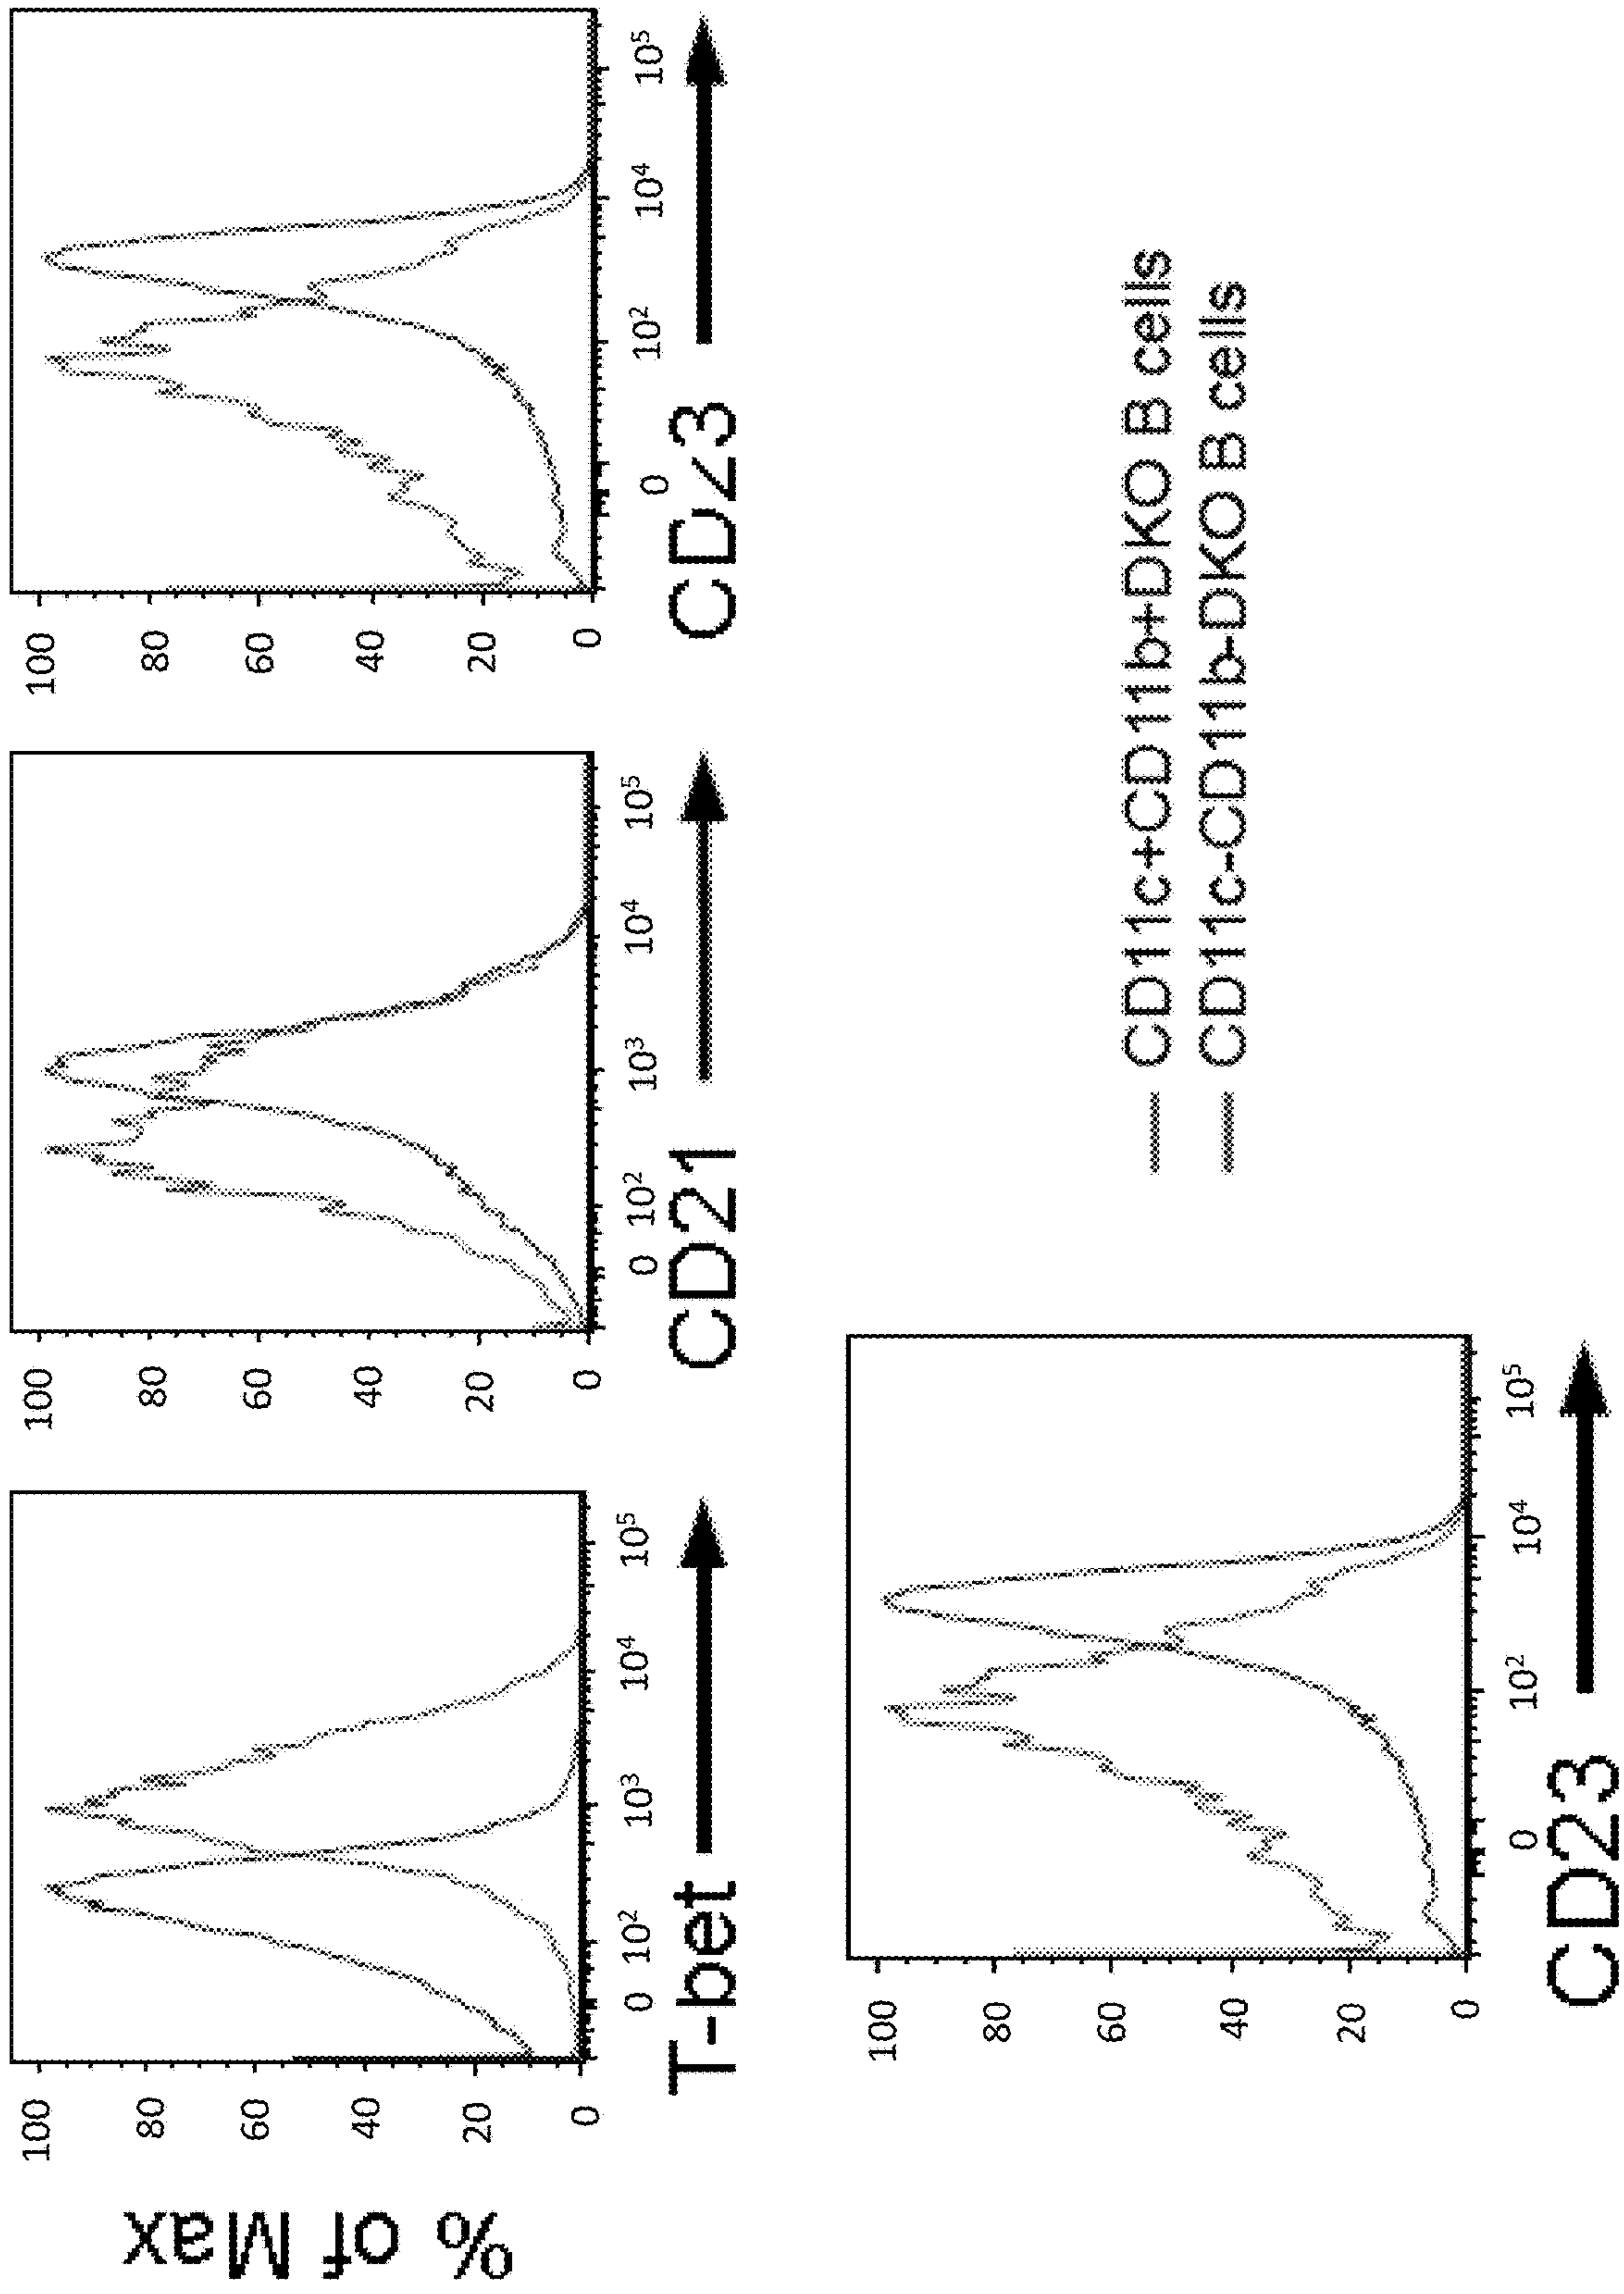 % of Max
100
80
60
40
20
0
0 10² 10³ 10⁴ 10⁵
T-bet
100
80
60
40
20
0
0 10² 10³ 10⁴ 10⁵
CD21
100
80
60
40
20
0
0 10² 10⁴ 10⁵
CD23
100
80
60
40
20
0
0 10² 10⁴ 10⁵
CD23
CD11c+CD11b+DKO B cells
CD11c-CD11b-DKO B cells